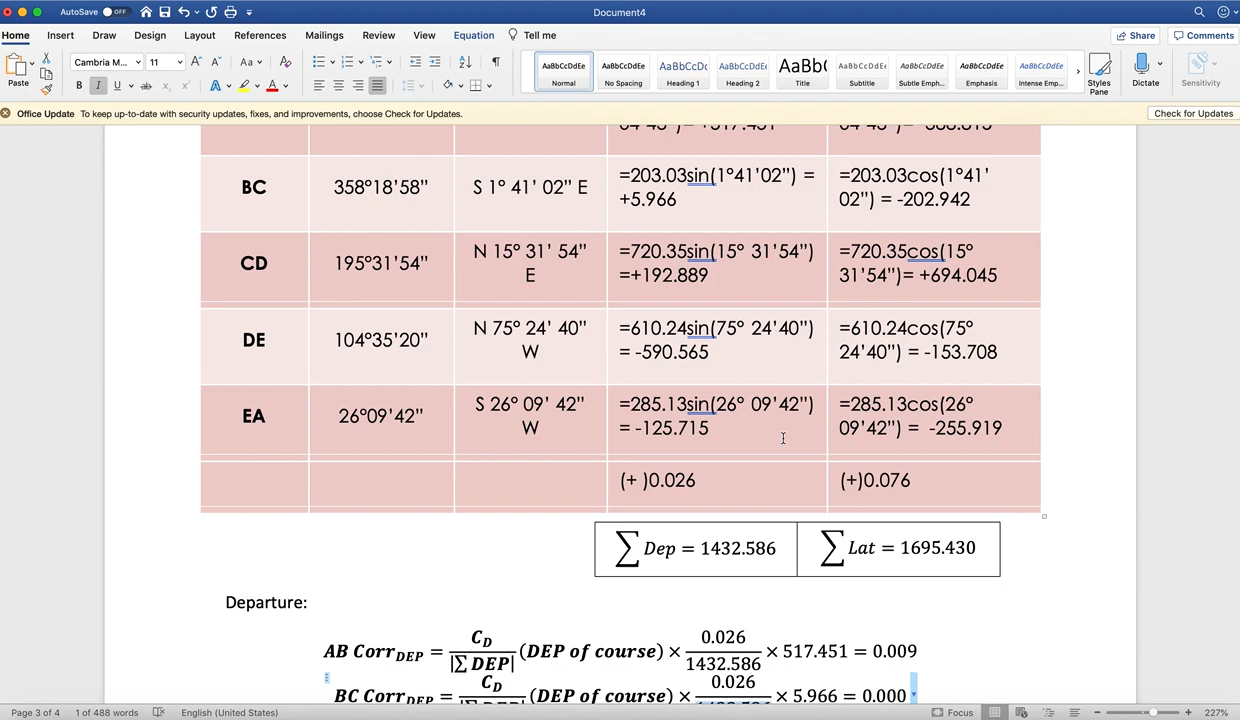 AutoSave OFF Document4
Home Insert Draw Design Layout References Mailings Review View Equation Tell me Share Comments
Paste Cambria M... 11 A^ Aˇ Aa A
B I U ab x₂ x² A A
AaBbCcDdEe AaBbCcDdEe AaBbCcDc AaBbCcDdEe AaBb( AaBbCcDdEe AaBbCcDdEe AaBbCcDdEe AaBbCcDdEe
Normal No Spacing Heading 1 Heading 2 Title Subtitle Subtle Emph... Emphasis Intense Emp...
Styles Pane Dictate Sensitivity
Office Update To keep up-to-date with security updates, fixes, and improvements, choose Check for Updates. Check for Updates
BC 358°18'58” S 1° 41’ 02” E =203.03sin(1°41'02”) = +5.966 =203.03cos(1°41' 02”) = -202.942
CD 195°31’54” N 15° 31’ 54” E =720.35sin(15° 31’54”) =+192.889 =720.35cos(15° 31’54”)= +694.045
DE 104°35’20” N 75° 24’ 40” W =610.24sin(75° 24’40”) = -590.565 =610.24cos(75° 24’40”) = -153.708
EA 26°09’42” S 26° 09’ 42” W =285.13sin(26° 09’42”) = -125.715 =285.13cos(26° 09’42”) = -255.919
(+ )0.026 (+)0.076
∑ Dep = 1432.586 ∑ Lat = 1695.430
Departure:
AB Corr_DEP = C_D / |∑ DEP| (DEP of course) × 0.026 / 1432.586 × 517.451 = 0.009
BC Corr_DEP = C_D (DEP of course) × 0.026 × 5.966 = 0.000
Page 3 of 4 1 of 488 words English (United States) Focus 227%